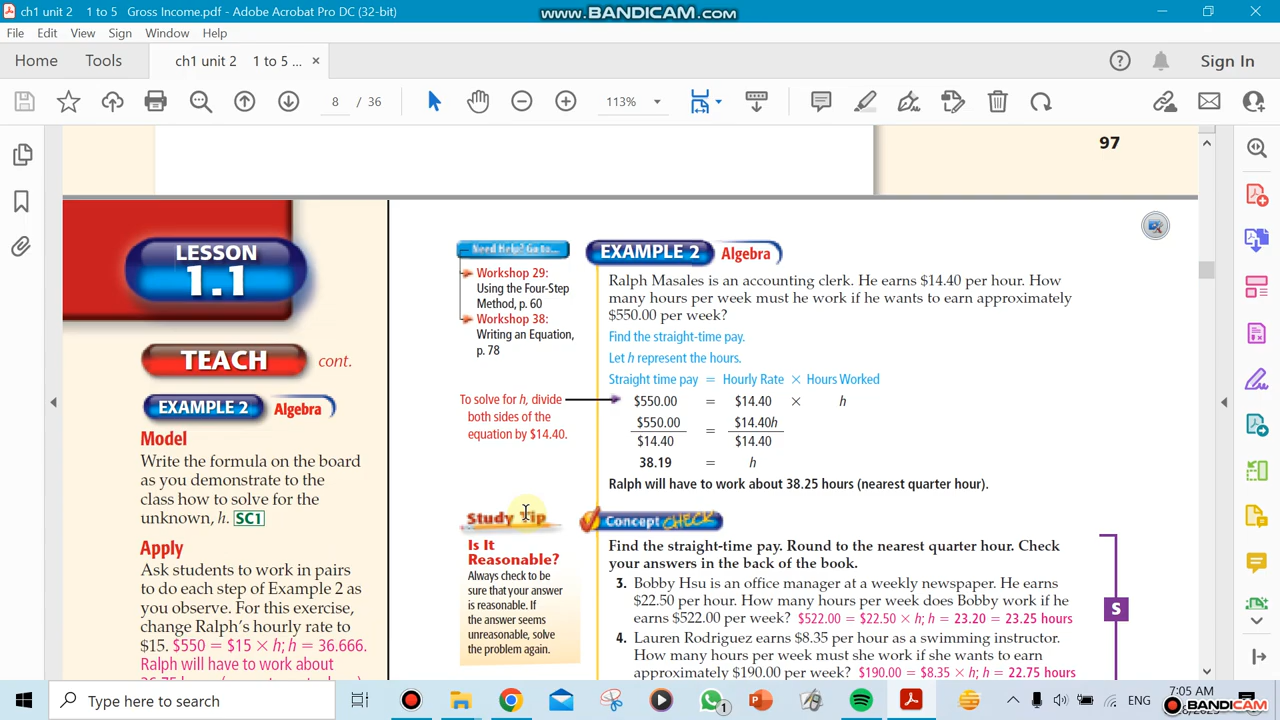 ch1 unit 2 1 to 5 Gross Income.pdf - Adobe Acrobat Pro DC (32-bit)
www.BANDICAM.com
File Edit View Sign Window Help
Home Tools ch1 unit 2 1 to 5 ... × Sign In
8 / 36 113%
97
LESSON
1.1
TEACH cont.
EXAMPLE 2 Algebra
Model
Write the formula on the board
as you demonstrate to the
class how to solve for the
unknown, h. SC1
Apply
Ask students to work in pairs
to do each step of Example 2 as
you observe. For this exercise,
change Ralph's hourly rate to
$15. $550 = $15 × h; h = 36.666.
Ralph will have to work about
Need Help? Go to...
Workshop 29:
Using the Four-Step
Method, p. 60
Workshop 38:
Writing an Equation,
p. 78
To solve for h, divide
both sides of the
equation by $14.40.
Study Tip
Is It
Reasonable?
Always check to be
sure that your answer
is reasonable. If
the answer seems
unreasonable, solve
the problem again.
EXAMPLE 2 Algebra
Ralph Masales is an accounting clerk. He earns $14.40 per hour. How
many hours per week must he work if he wants to earn approximately
$550.00 per week?
Find the straight-time pay.
Let h represent the hours.
Straight time pay = Hourly Rate × Hours Worked
$550.00 = $14.40 × h
$550.00 = $14.40h
$14.40 $14.40
38.19 = h
Ralph will have to work about 38.25 hours (nearest quarter hour).
Concept CHECK
Find the straight-time pay. Round to the nearest quarter hour. Check
your answers in the back of the book.
3. Bobby Hsu is an office manager at a weekly newspaper. He earns
$22.50 per hour. How many hours per week does Bobby work if he
earns $522.00 per week? $522.00 = $22.50 × h; h = 23.20 = 23.25 hours
4. Lauren Rodriguez earns $8.35 per hour as a swimming instructor.
How many hours per week must she work if she wants to earn
approximately $190.00 per week? $190.00 = $8.35 × h; h = 22.75 hours
S
Type here to search
1
ENG
7:05 AM
BANDICAM